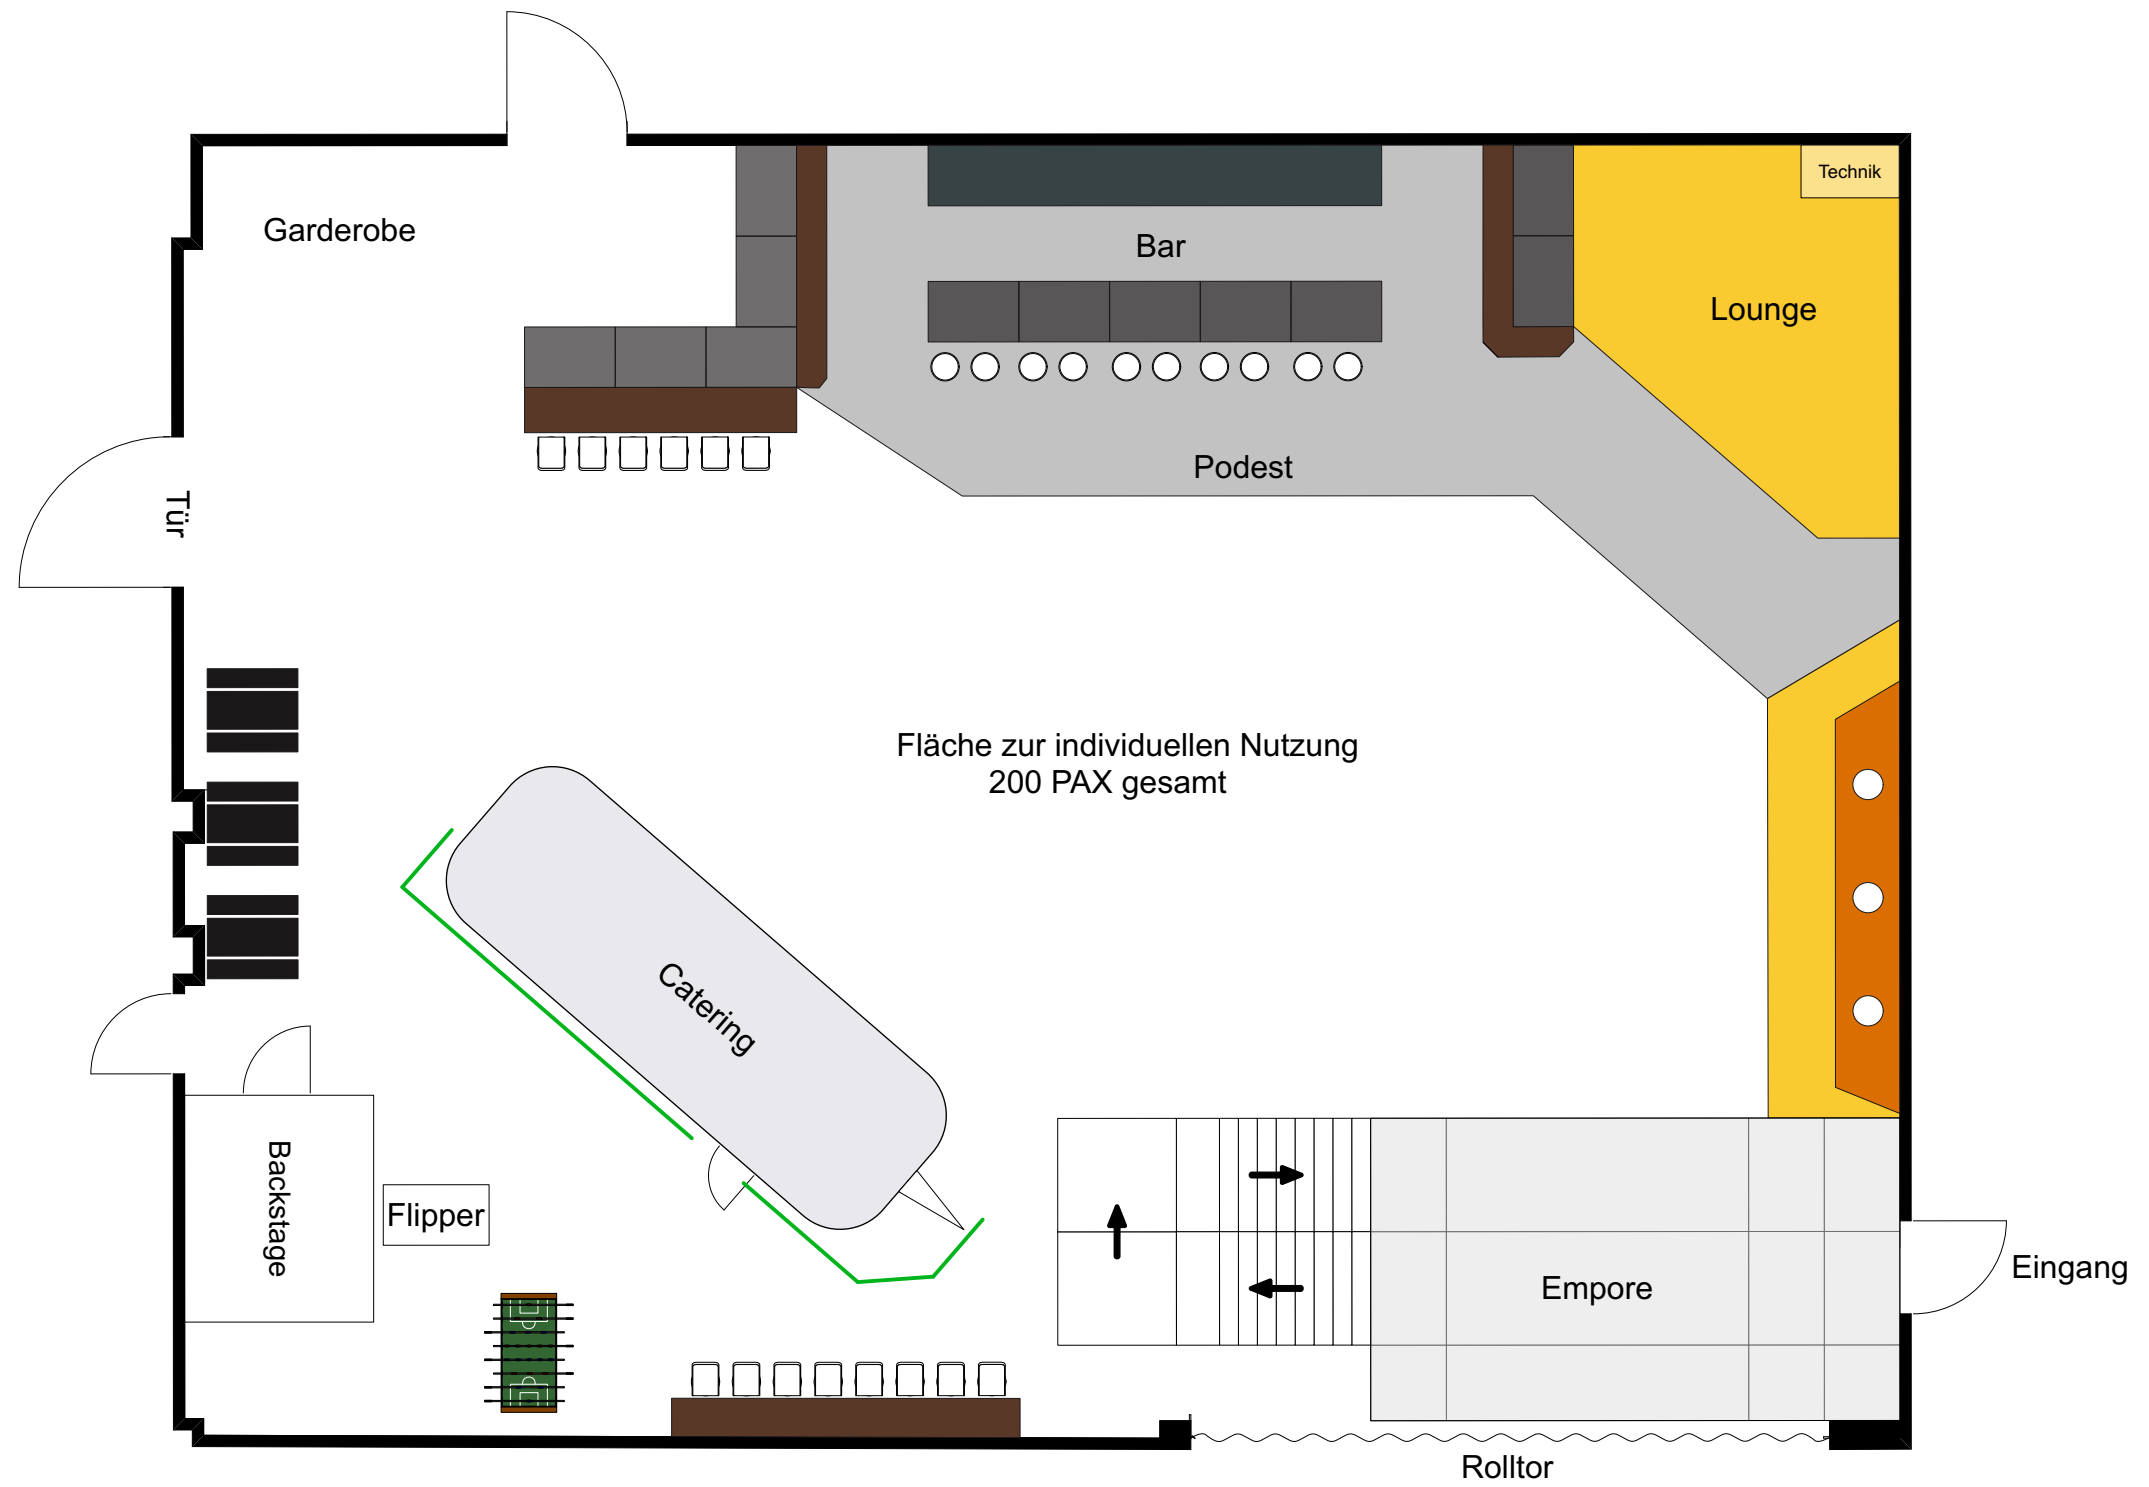 Technik
Garderobe
Bar
Lounge
Podest
Tür
Fläche zur individuellen Nutzung
200 PAX gesamt
Catering
Backstage
Flipper
Eingang
Empore
Rolltor